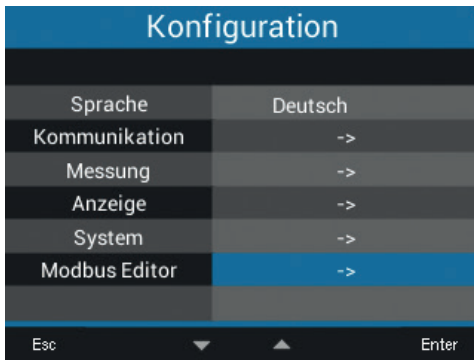 Konfiguration
Sprache Deutsch
Kommunikation ->
Messung ->
Anzeige ->
System ->
Modbus Editor ->
Esc Enter